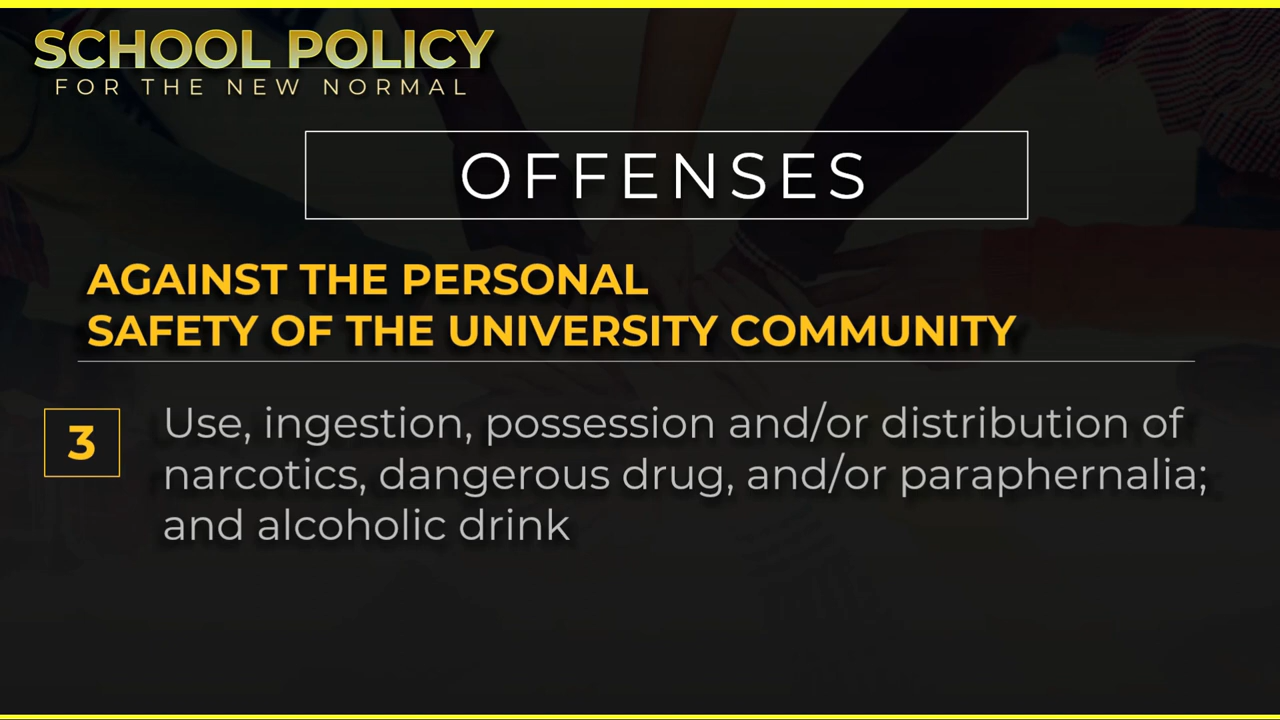 SCHOOL POLICY
FOR THE NEW NORMAL
OFFENSES
AGAINST THE PERSONAL
SAFETY OF THE UNIVERSITY COMMUNITY
3
Use, ingestion, possession and/or distribution of
narcotics, dangerous drug, and/or paraphernalia;
and alcoholic drink